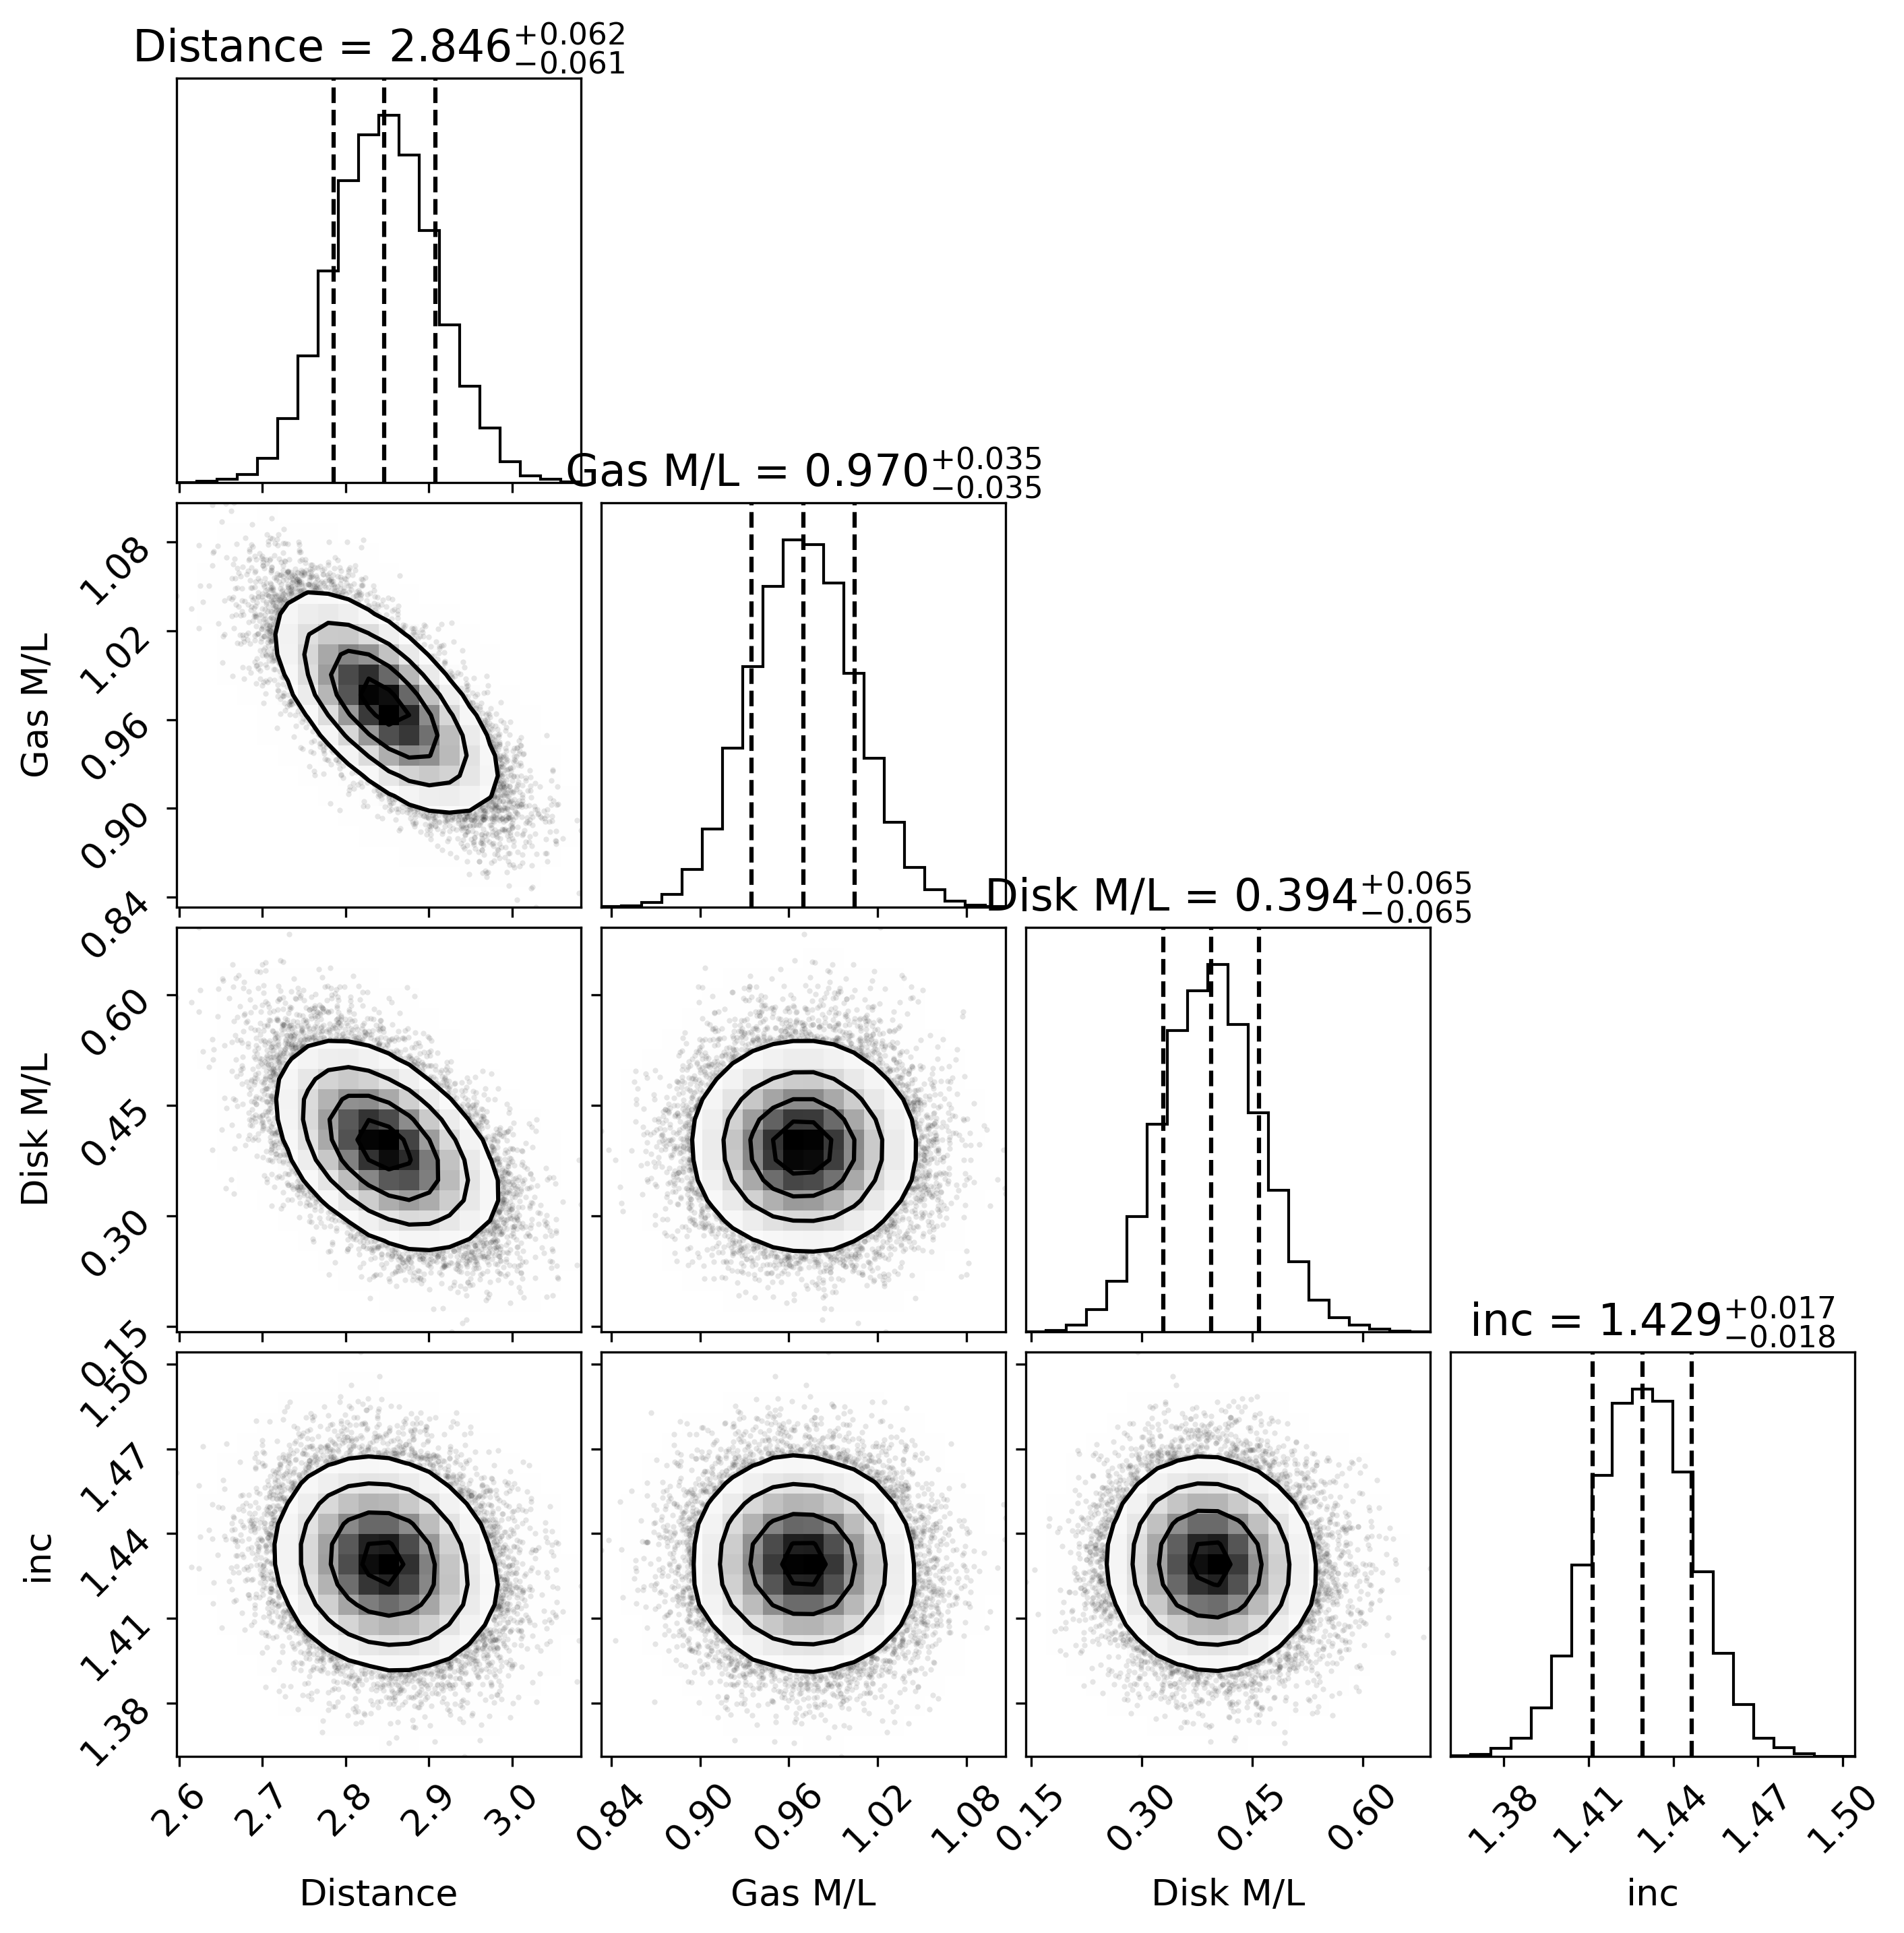 Distance = 2.846+0.062 −0.061
Gas M/L = 0.970+0.035 −0.035
1.08
1.02
0.96
0.90
0.84
Gas M/L
Disk M/L = 0.394+0.065 −0.065
0.60
0.45
0.30
0.15
Disk M/L
inc = 1.429+0.017 −0.018
1.50
1.47
1.44
1.41
1.38
inc
2.6 2.7 2.8 2.9 3.0
0.84 0.90 0.96 1.02 1.08
0.15 0.30 0.45 0.60
1.38 1.41 1.44 1.47 1.50
Distance
Gas M/L
Disk M/L
inc